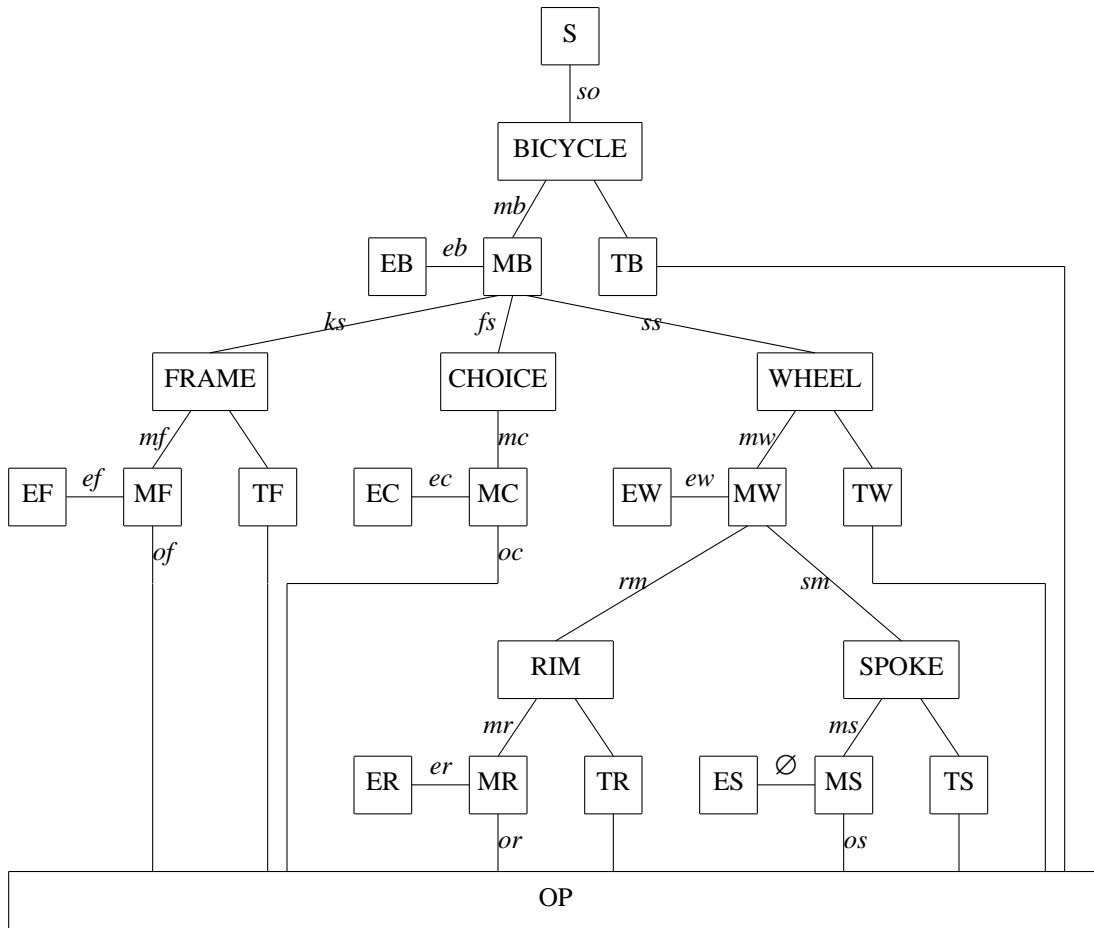 S
so
BICYCLE
mb
EB eb MB TB
ks fs ss
FRAME CHOICE WHEEL
mf mc mw
EF ef MF TF EC ec MC EW ew MW TW
of oc
rm sm
RIM SPOKE
mr ms
ER er MR TR ES ∅ MS TS
or os
OP